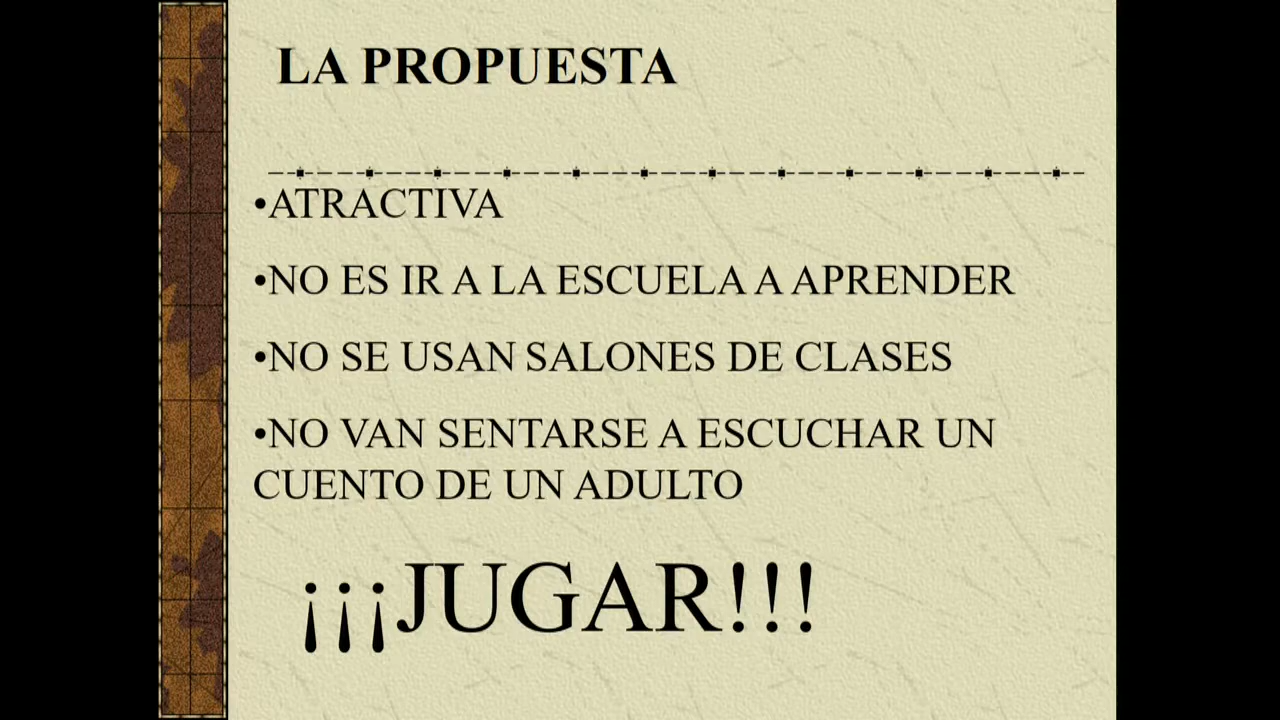 LA PROPUESTA
•ATRACTIVA
•NO ES IR A LA ESCUELA A APRENDER
•NO SE USAN SALONES DE CLASES
•NO VAN SENTARSE A ESCUCHAR UN
CUENTO DE UN ADULTO
¡¡¡JUGAR!!!